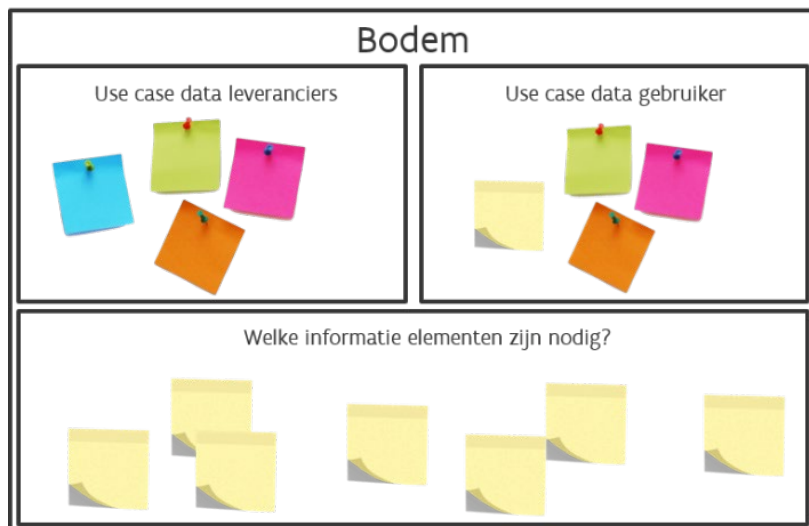 Bodem
Use case data leveranciers
Use case data gebruiker
Welke informatie elementen zijn nodig?